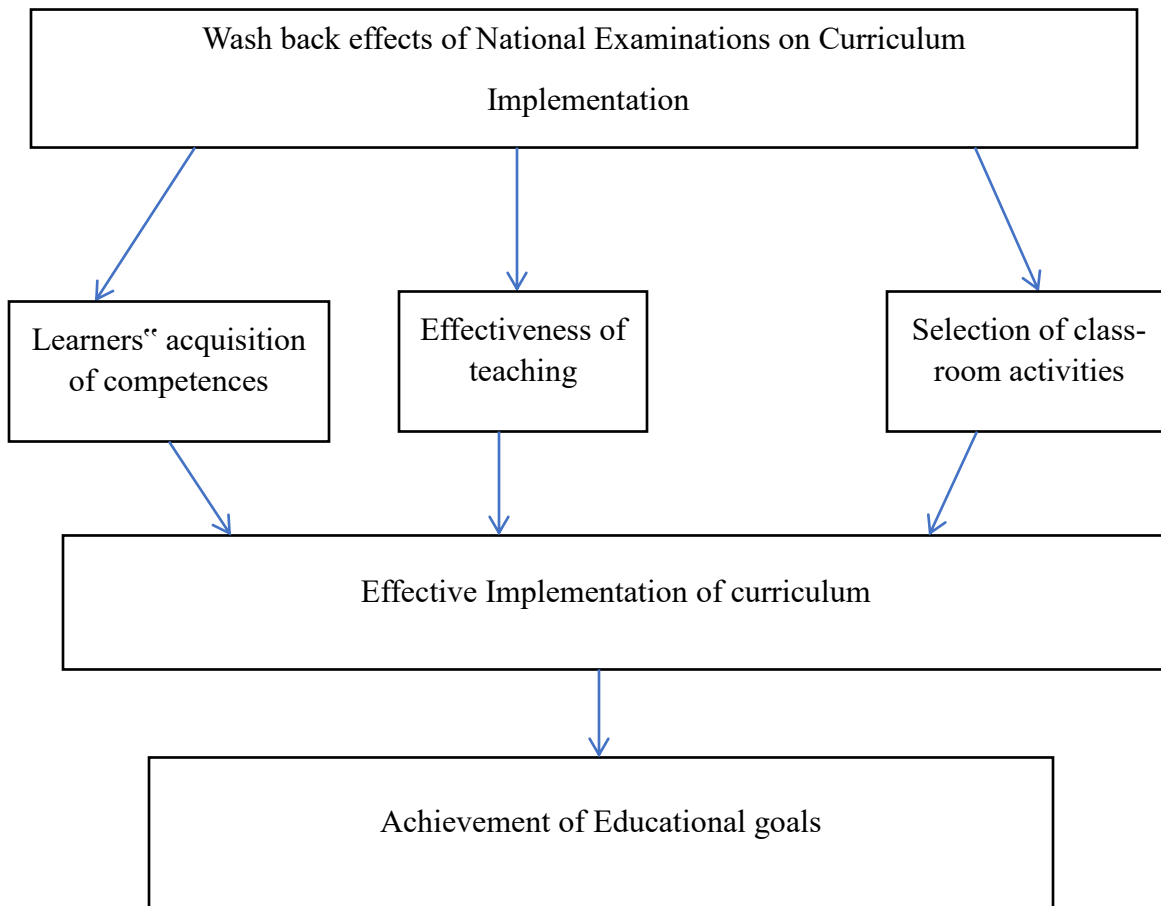 Wash back effects of National Examinations on Curriculum
Implementation
Learners‟ acquisition
of competences
Effectiveness of
teaching
Selection of class-
room activities
Effective Implementation of curriculum
Achievement of Educational goals